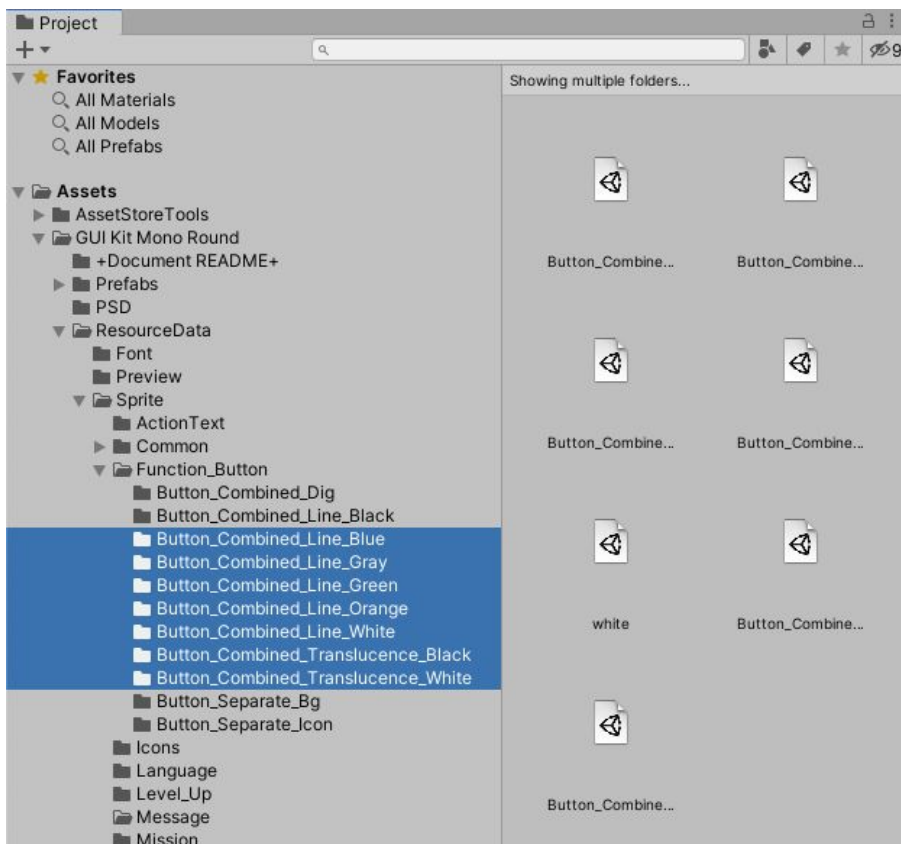 Project
9
Favorites
All Materials
All Models
All Prefabs
Assets
AssetStoreTools
GUI Kit Mono Round
+Document README+
Prefabs
PSD
ResourceData
Font
Preview
Sprite
ActionText
Common
Function_Button
Button_Combined_Dig
Button_Combined_Line_Black
Button_Combined_Line_Blue
Button_Combined_Line_Gray
Button_Combined_Line_Green
Button_Combined_Line_Orange
Button_Combined_Line_White
Button_Combined_Translucence_Black
Button_Combined_Translucence_White
Button_Separate_Bg
Button_Separate_Icon
Icons
Language
Level_Up
Message
Mission
Showing multiple folders...
Button_Combine... Button_Combine...
Button_Combine... Button_Combine...
white Button_Combine...
Button_Combine...